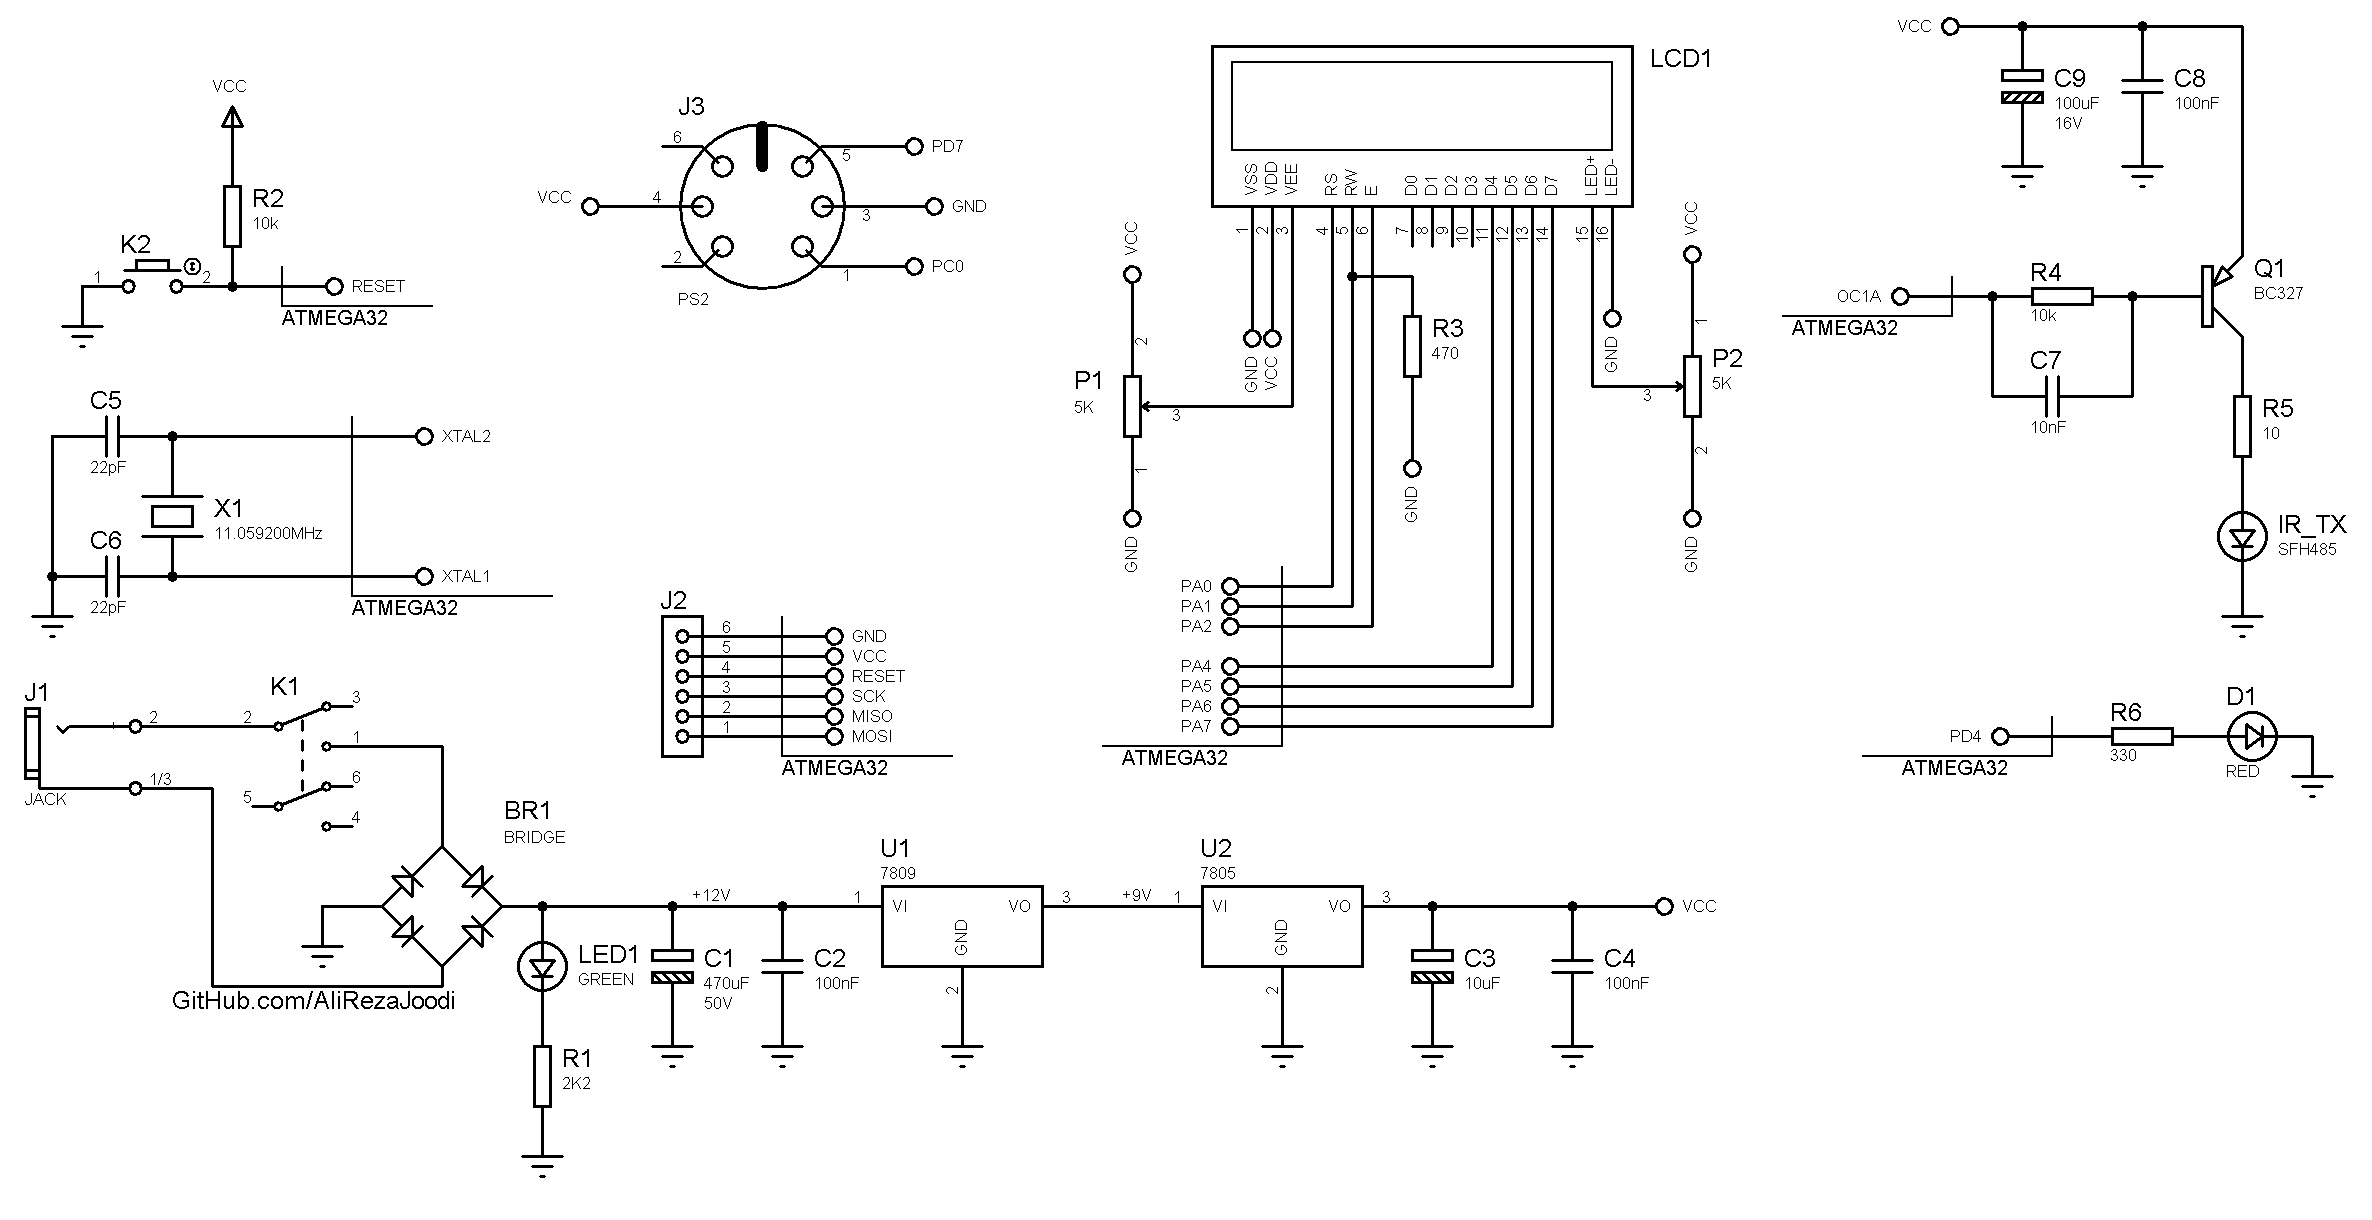 VCC
R2
10k
K2
1
2
RESET
ATMEGA32
J3
6
5
PD7
VCC
4
3
GND
2
1
PC0
PS2
LCD1
VSS
VDD
VEE
RS
RW
E
D0
D1
D2
D3
D4
D5
D6
D7
LED+
LED-
1
2
3
4
5
6
7
8
9
10
11
12
13
14
15
16
VCC
2
P1
5K
3
1
GND
GND
VCC
R3
470
GND
GND
VCC
1
P2
5K
3
2
GND
PA0
PA1
PA2
PA4
PA5
PA6
PA7
ATMEGA32
VCC
C9
100uF
16V
C8
100nF
OC1A
ATMEGA32
R4
10k
C7
10nF
Q1
BC327
R5
10
IR_TX
SFH485
C5
22pF
XTAL2
X1
11.059200MHz
C6
22pF
XTAL1
ATMEGA32
J2
6
GND
5
VCC
4
RESET
3
SCK
2
MISO
1
MOSI
ATMEGA32
PD4
ATMEGA32
R6
330
D1
RED
J1
2
1/3
JACK
K1
2
3
1
5
6
4
BR1
BRIDGE
GitHub.com/AliRezaJoodi
LED1
GREEN
R1
2K2
+12V
C1
470uF
50V
C2
100nF
U1
7809
1
VI
VO
3
GND
2
+9V
U2
7805
1
VI
VO
3
GND
2
C3
10uF
C4
100nF
VCC